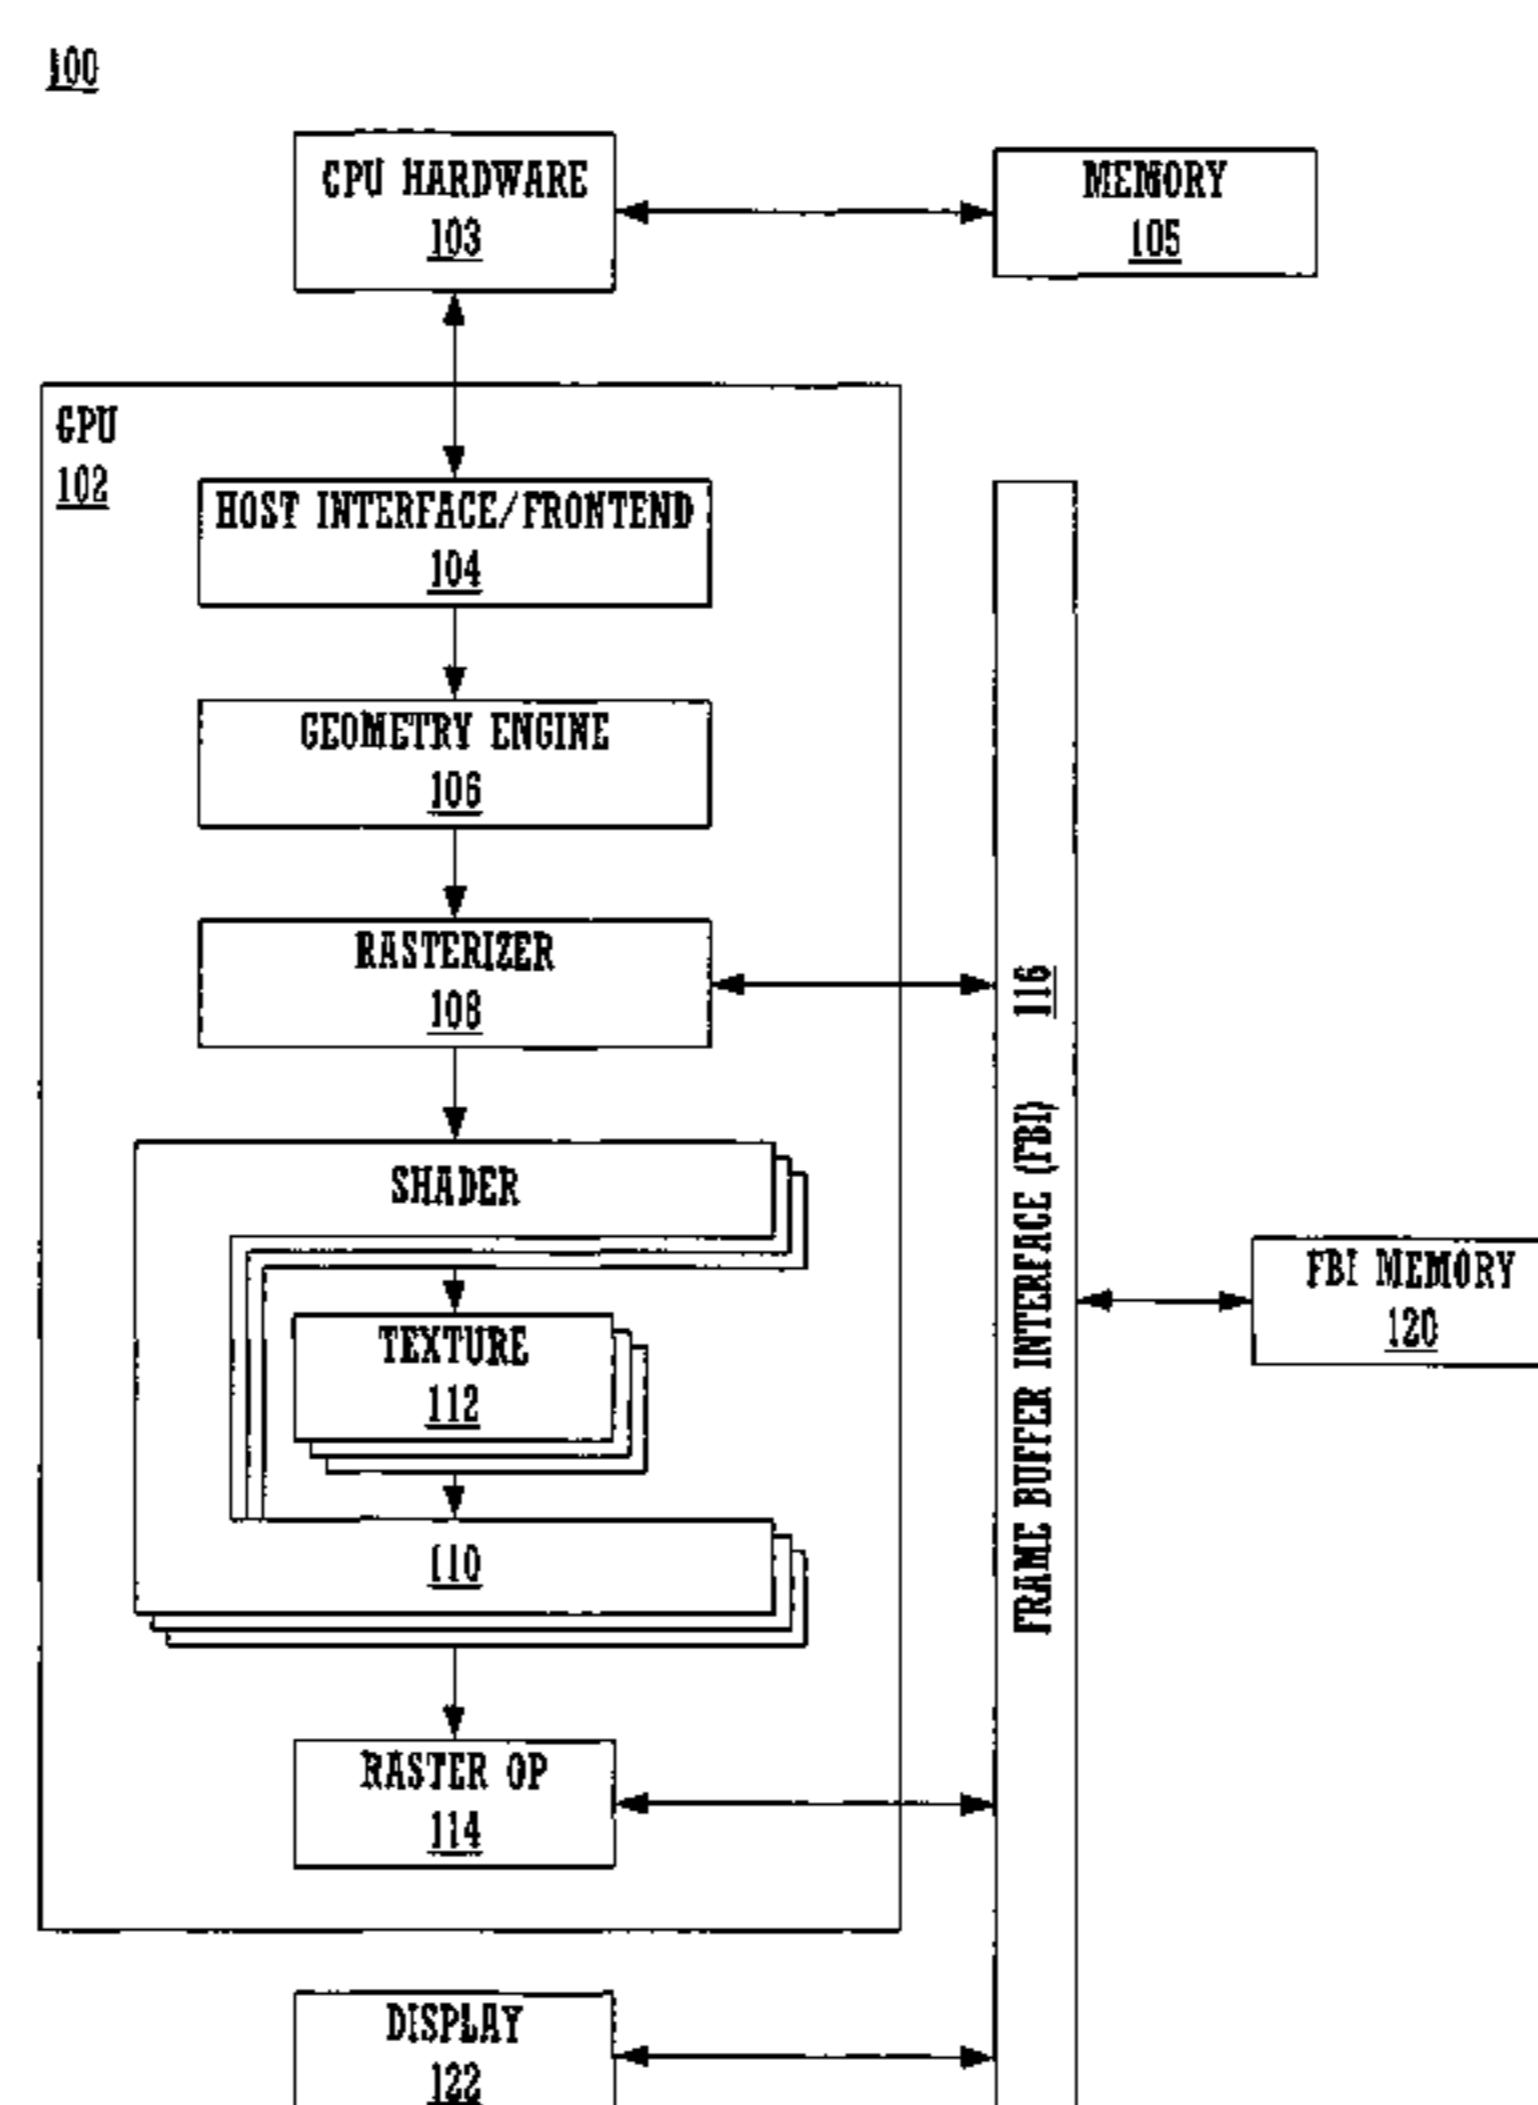 100
CPU HARDWARE
103
MEMORY
105
GPU
102
HOST INTERFACE/FRONTEND
104
GEOMETRY ENGINE
106
RASTERIZER
108
SHADER
TEXTURE
112
110
RASTER OP
114
FRAME BUFFER INTERFACE (FBI) 116
FBI MEMORY
120
DISPLAY
122